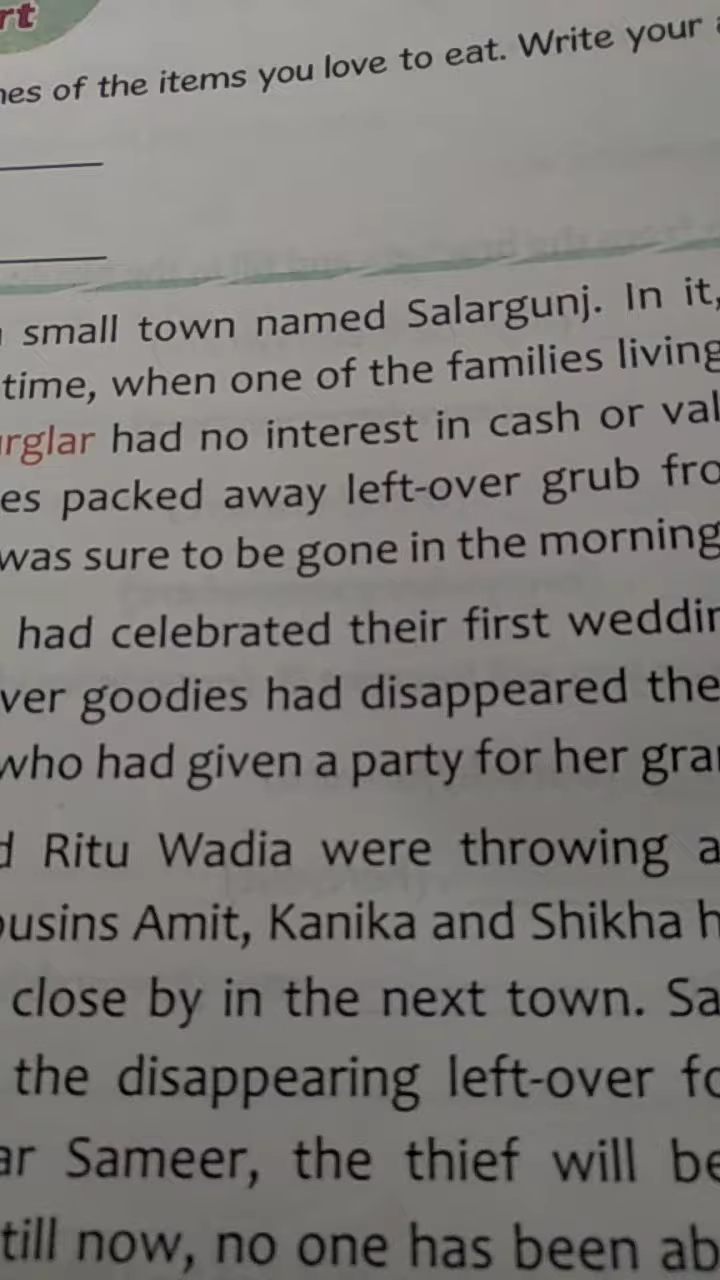 rt
nes of the items you love to eat. Write your
small town named Salargunj. In it,
time, when one of the families living
urglar had no interest in cash or val
es packed away left-over grub fro
was sure to be gone in the morning
had celebrated their first weddin
ver goodies had disappeared the
who had given a party for her gran
d Ritu Wadia were throwing a
ousins Amit, Kanika and Shikha h
close by in the next town. Sa
the disappearing left-over fo
ar Sameer, the thief will be
till now, no one has been ab